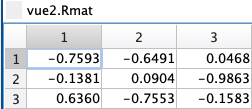 vue2.Rmat
1 2 3
1 -0.7593 -0.6491 0.0468
2 -0.1381 0.0904 -0.9863
3 0.6360 -0.7553 -0.1583